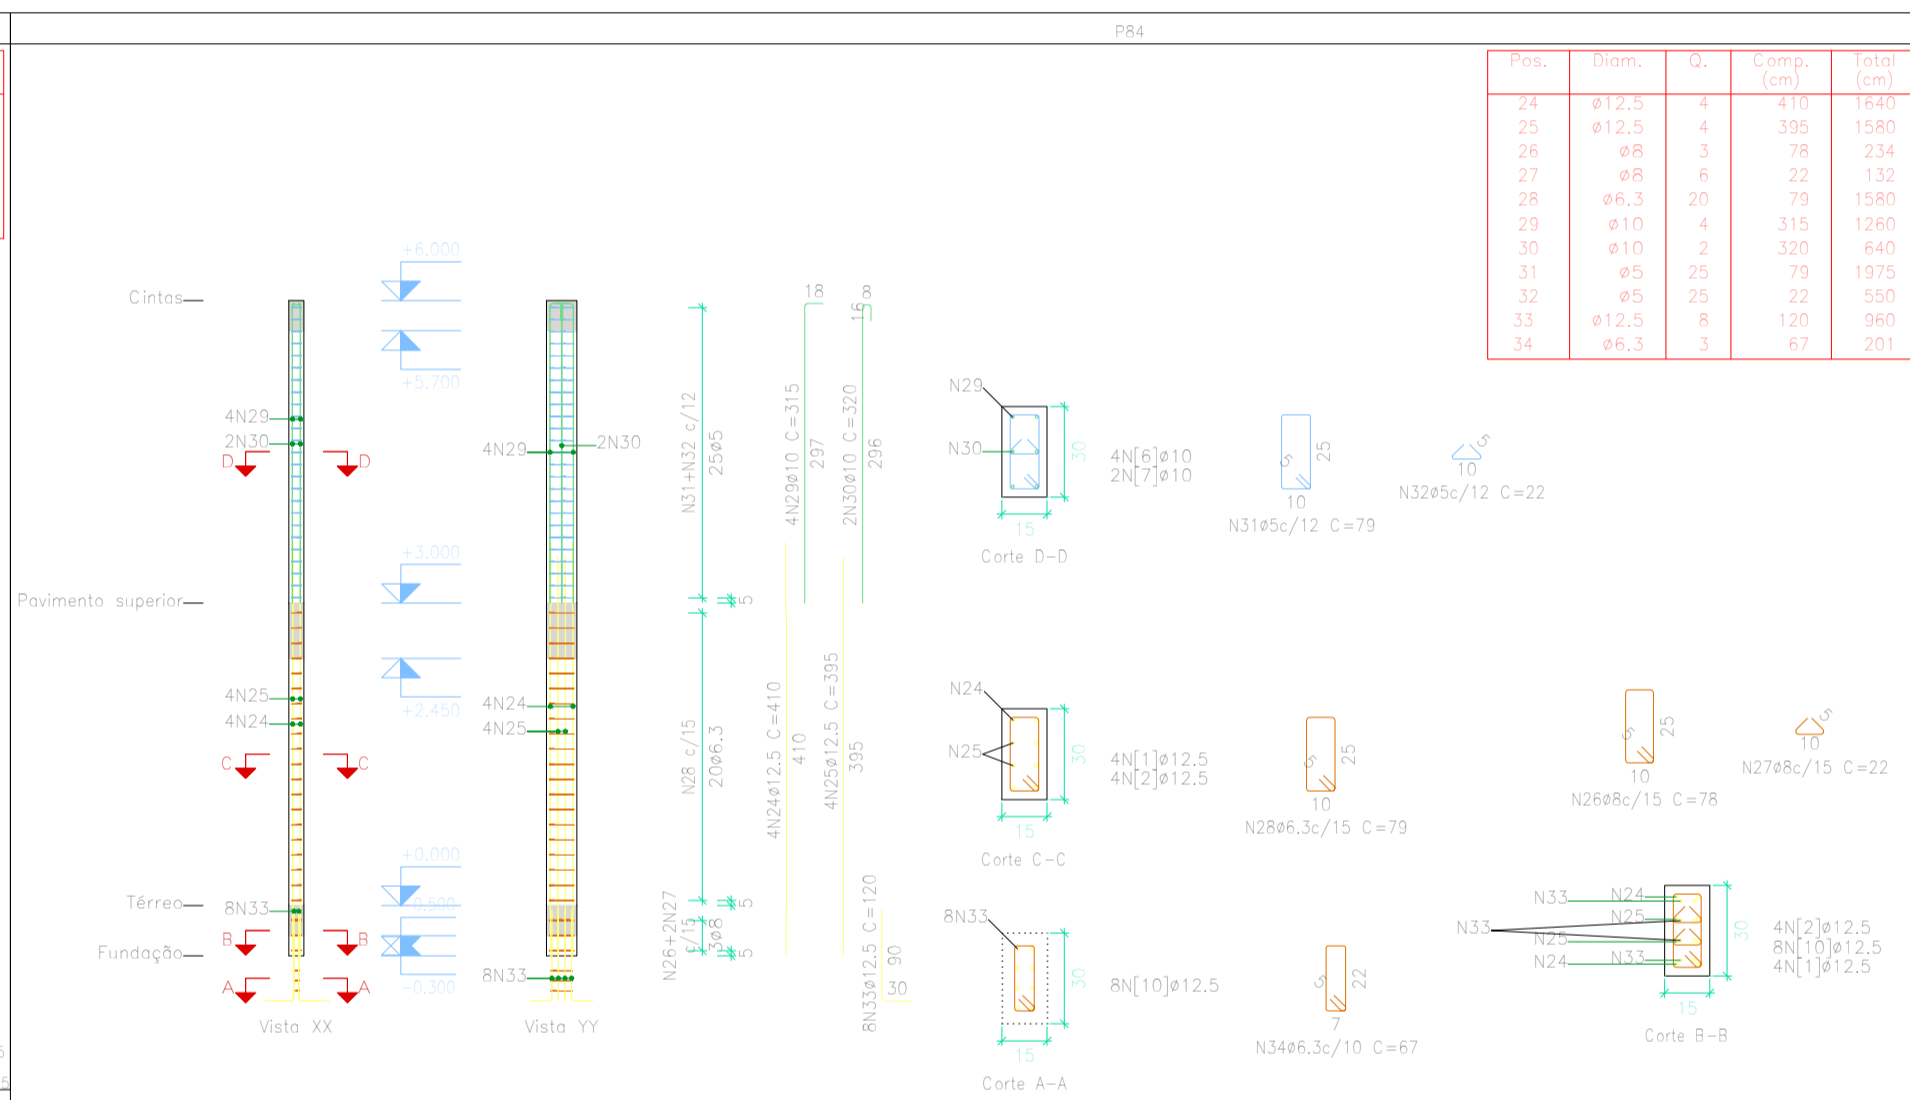 P84
Pos. Diam. Q. Comp. (cm) Total (cm)
24 ø12.5 4 410 1640
25 ø12.5 4 395 1580
26 ø8 3 78 234
27 ø8 6 22 132
28 ø6.3 20 79 1580
29 ø10 4 315 1260
30 ø10 2 320 640
31 ø5 25 79 1975
32 ø5 25 22 550
33 ø12.5 8 120 960
34 ø6.3 3 67 201
Cintas
Pavimento superior
Térreo
Fundação
4N29
2N30
D D
4N25
4N24
C C
8N33
B B
A A
Vista XX
+6.000
+5.700
+3.000
+2.450
+0.000
-0.300
4N29
2N30
4N24
4N25
8N33
Vista YY
N31+N32 c/12
25ø5
5
N28 c/15
20ø6.3
5
N26+2N27
c/15
3ø8
5
18
4N29ø10 C=315
297
16 8
2N30ø10 C=320
296
4N24ø12.5 C=410
410
4N25ø12.5 C=395
395
8N33ø12.5 C=120
90
30
N29
N30
30
15
Corte D-D
4N[6]ø10
2N[7]ø10
5
25
10
N31ø5c/12 C=79
5
10
N32ø5c/12 C=22
N24
N25
30
15
Corte C-C
4N[1]ø12.5
4N[2]ø12.5
5
25
10
N28ø6.3c/15 C=79
5
25
10
N26ø8c/15 C=78
5
10
N27ø8c/15 C=22
8N33
30
15
Corte A-A
8N[10]ø12.5
5
22
7
N34ø6.3c/10 C=67
N33 N24
N25
N33
N25
N24 N33
30
15
Corte B-B
4N[2]ø12.5
8N[10]ø12.5
4N[1]ø12.5